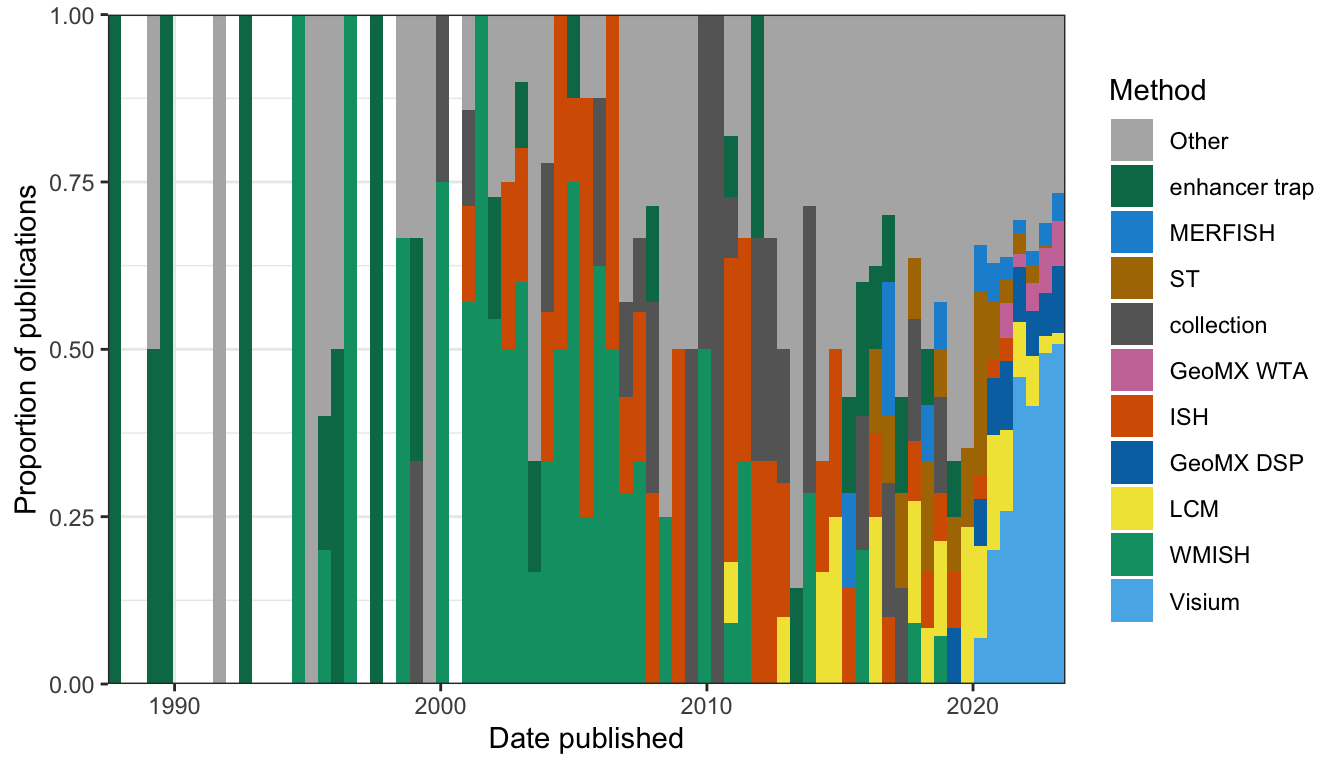 1.00
0.75
0.50
0.25
0.00
Proportion of publications
1990
2000
2010
2020
Date published
Method
Other
enhancer trap
MERFISH
ST
collection
GeoMX WTA
ISH
GeoMX DSP
LCM
WMISH
Visium